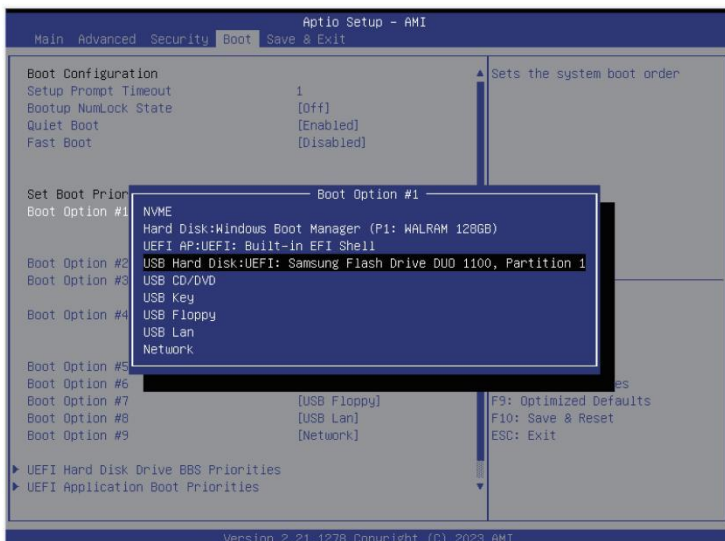 Aptio Setup - AMI
Main Advanced Security Boot Save & Exit
Boot Configuration
Setup Prompt Timeout 1
Bootup NumLock State [Off]
Quiet Boot [Enabled]
Fast Boot [Disabled]
Sets the system boot order
Set Boot Prior
Boot Option #1
Boot Option #2
Boot Option #3
Boot Option #4
Boot Option #5
Boot Option #6
Boot Option #7 [USB Floppy]
Boot Option #8 [USB Lan]
Boot Option #9 [Network]
▶ UEFI Hard Disk Drive BBS Priorities
▶ UEFI Application Boot Priorities
Boot Option #1
NVME
Hard Disk:Windows Boot Manager (P1: WALRAM 128GB)
UEFI AP:UEFI: Built-in EFI Shell
USB Hard Disk:UEFI: Samsung Flash Drive DUO 1100, Partition 1
USB CD/DVD
USB Key
USB Floppy
USB Lan
Network
es
F9: Optimized Defaults
F10: Save & Reset
ESC: Exit
Version 2.21.1278 Copyright (C) 2023 AMI